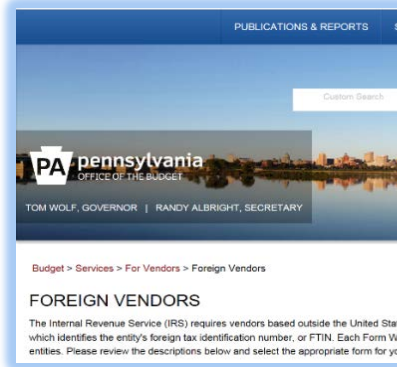 PUBLICATIONS & REPORTS S
Custom Search
PA pennsylvania
OFFICE OF THE BUDGET
TOM WOLF, GOVERNOR | RANDY ALBRIGHT, SECRETARY
Budget > Services > For Vendors > Foreign Vendors
FOREIGN VENDORS
The Internal Revenue Service (IRS) requires vendors based outside the United Stat
which identifies the entity's foreign tax identification number, or FTIN. Each Form W
entities. Please review the descriptions below and select the appropriate form for yo